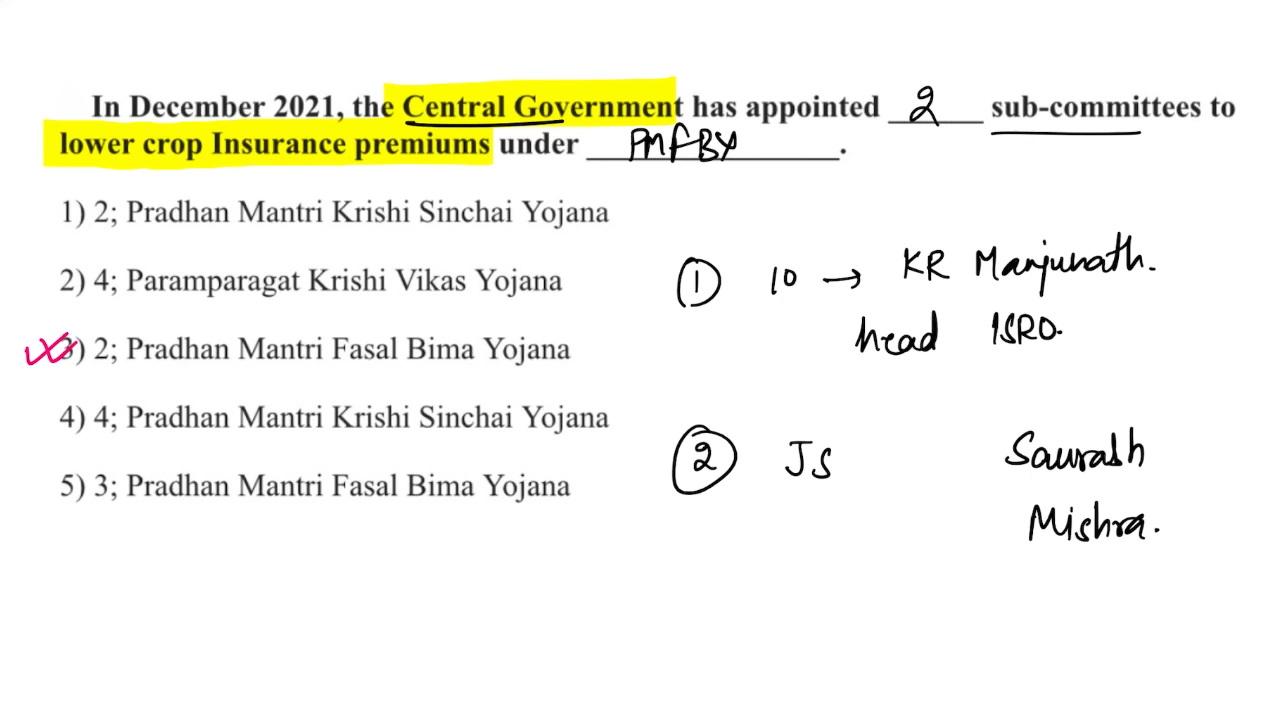 In December 2021, the Central Government has appointed 2 sub-committees to
lower crop Insurance premiums under PMFBY.
1) 2; Pradhan Mantri Krishi Sinchai Yojana
2) 4; Paramparagat Krishi Vikas Yojana
3) 2; Pradhan Mantri Fasal Bima Yojana
4) 4; Pradhan Mantri Krishi Sinchai Yojana
5) 3; Pradhan Mantri Fasal Bima Yojana
1 10 → KR Manjunath.
head ISRO.
2 JS Saurabh
Mishra.